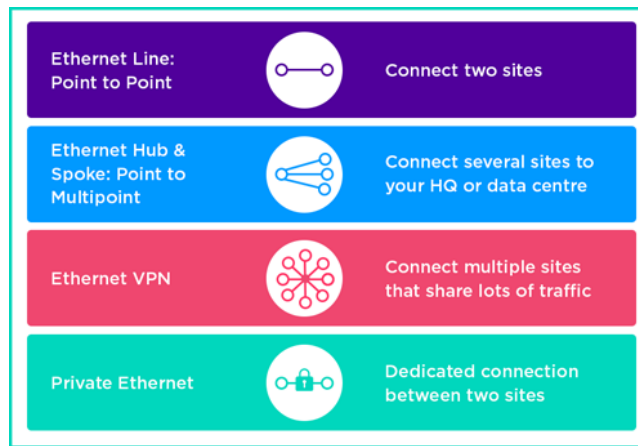 Ethernet Line:
Point to Point
Connect two sites
Ethernet Hub &
Spoke: Point to
Multipoint
Connect several sites to
your HQ or data centre
Ethernet VPN
Connect multiple sites
that share lots of traffic
Private Ethernet
Dedicated connection
between two sites